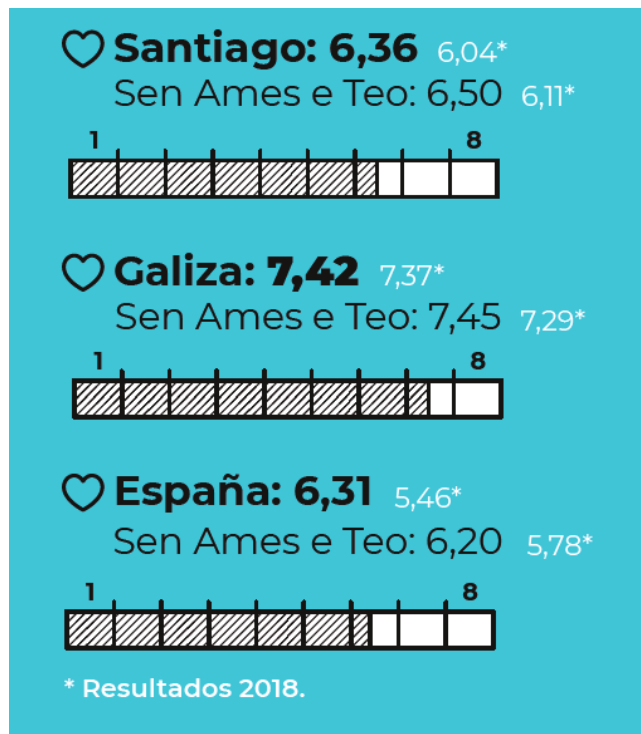 Santiago: 6,36 6,04*
Sen Ames e Teo: 6,50 6,11*
1 8
Galiza: 7,42 7,37*
Sen Ames e Teo: 7,45 7,29*
1 8
España: 6,31 5,46*
Sen Ames e Teo: 6,20 5,78*
1 8
* Resultados 2018.